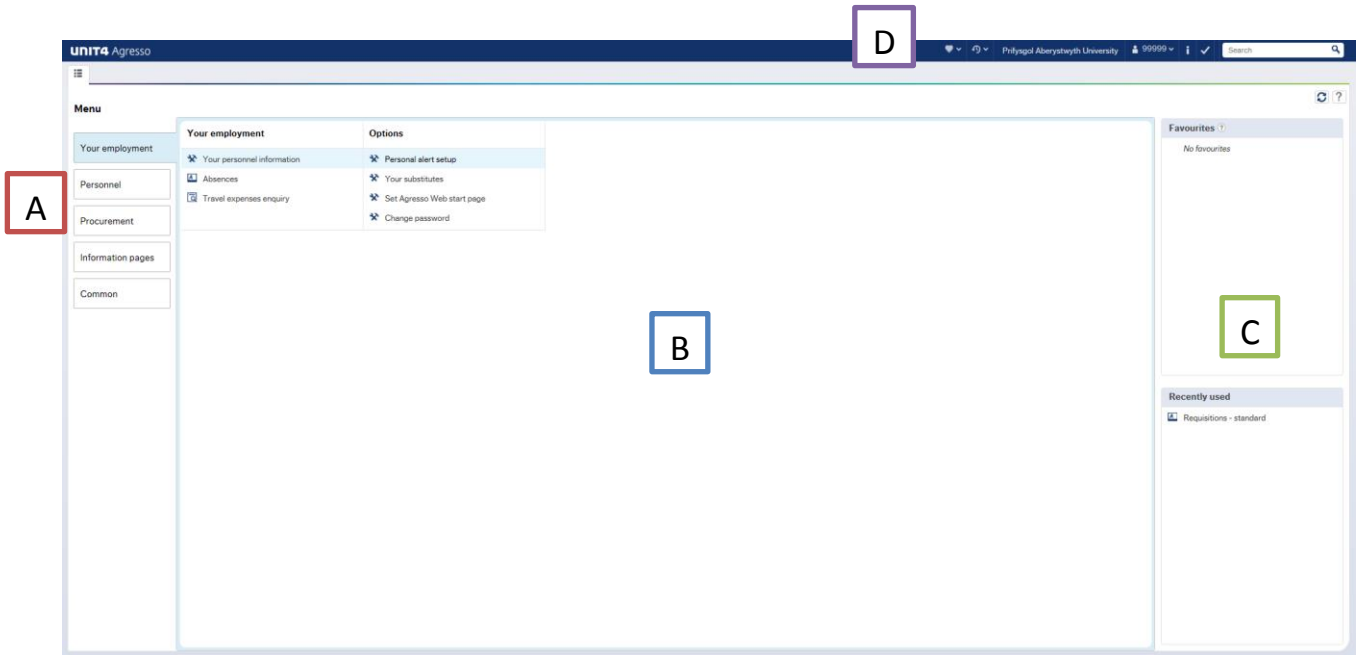 D
UNIT4 Agresso
Prifysgol Aberystwyth University
99999
Search
Menu
?
Your employment
Personnel
Procurement
Information pages
Common
A
Your employment
Your personnel information
Absences
Travel expenses enquiry
Options
Personal alert setup
Your substitutes
Set Agresso Web start page
Change password
B
Favourites ?
No favourites
C
Recently used
Requisitions - standard